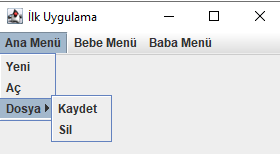 İlk Uygulama
Ana Menü Bebe Menü Baba Menü
Yeni
Aç
Dosya Kaydet
Sil